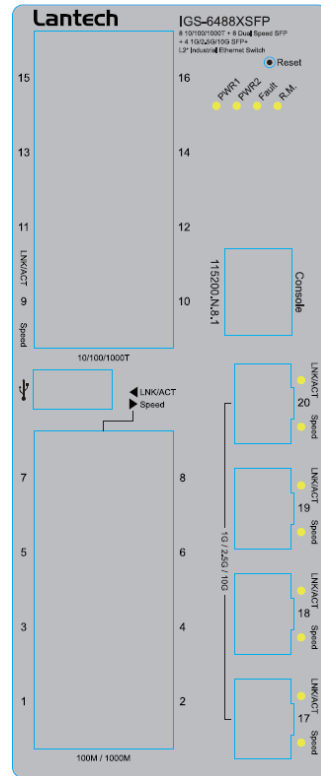 Lantech
IGS-6488XSFP
8 10/100/1000T + 8 Dual Speed SFP
+ 4 1G/2.5G/10G SFP+
L2+ Industrial Ethernet Switch
Reset
PWR1 PWR2 Fault R.M.
15 16
13 14
11 12
LNK/ACT
9 10
Speed
10/100/1000T
115200,N,8,1
Console
LNK/ACT
Speed
LNK/ACT
20
Speed
LNK/ACT
19
Speed
LNK/ACT
18
Speed
LNK/ACT
17
Speed
1G / 2.5G / 10G
7 8
5 6
3 4
1 2
100M / 1000M